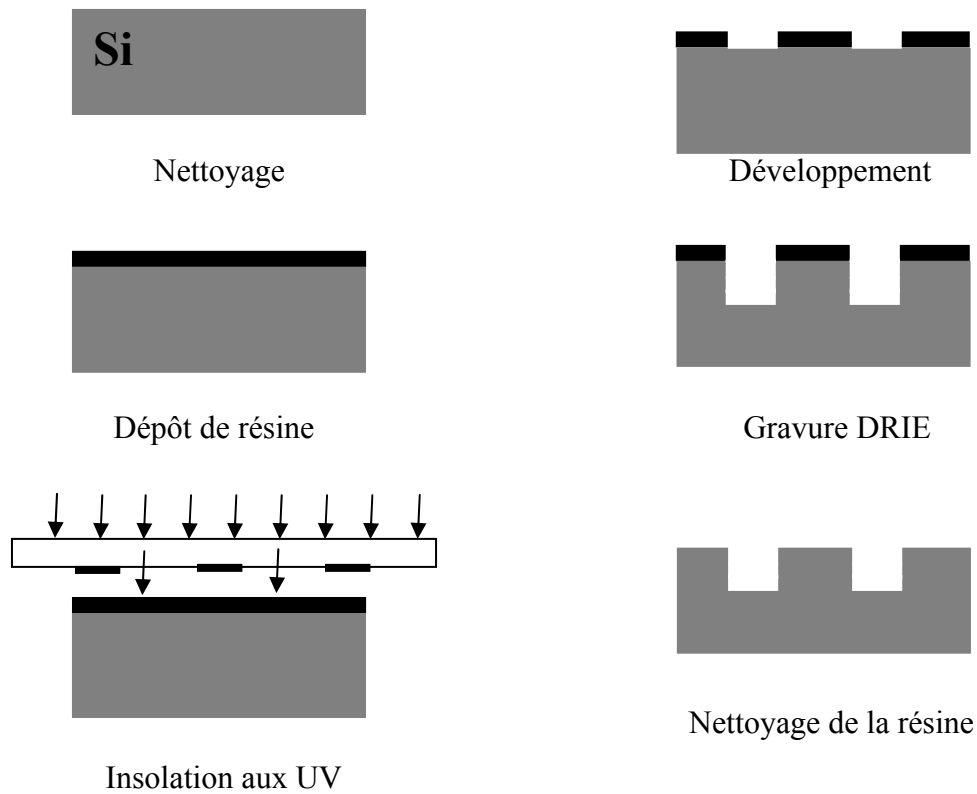 Si
Nettoyage
Dépôt de résine
Insolation aux UV
Développement
Gravure DRIE
Nettoyage de la résine